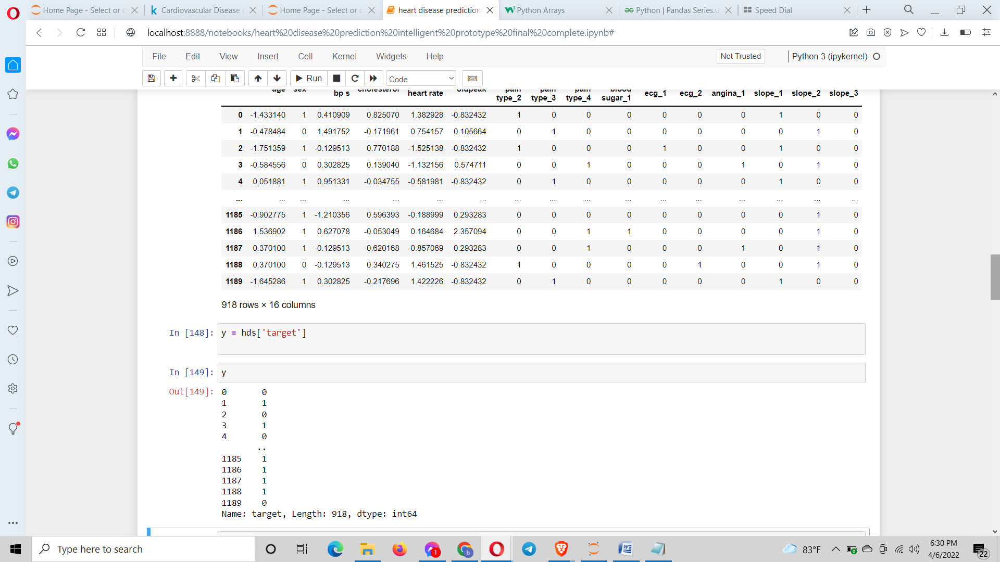 Home Page - Select or c
Cardiovascular Disease
Home Page - Select or c
heart disease prediction
Python Arrays
Python | Pandas Series.u
Speed Dial
localhost:8888/notebooks/heart%20disease%20prediction%20intelligent%20prototype%20final%20complete.ipynb#
File Edit View Insert Cell Kernel Widgets Help
Not Trusted
Python 3 (ipykernel)
Run
Code
age sex bp s cholesterol heart rate oldpeak pain type_2 pain type_3 pain type_4 blood sugar_1 ecg_1 ecg_2 angina_1 slope_1 slope_2 slope_3
0 -1.433140 1 0.410909 0.825070 1.382928 -0.832432 1 0 0 0 0 0 0 1 0 0
1 -0.478484 0 1.491752 -0.171961 0.754157 0.105664 0 1 0 0 0 0 0 0 1 0
2 -1.751359 1 -0.129513 0.770188 -1.525138 -0.832432 1 0 0 0 1 0 0 1 0 0
3 -0.584556 0 0.302825 0.139040 -1.132156 0.574711 0 0 1 0 0 0 1 0 1 0
4 0.051881 1 0.951331 -0.034755 -0.581981 -0.832432 0 1 0 0 0 0 0 1 0 0
... ... ... ... ... ... ... ... ... ... ... ... ... ... ... ... ...
1185 -0.902775 1 -1.210356 0.596393 -0.188999 0.293283 0 0 0 0 0 0 0 0 1 0
1186 1.536902 1 0.627078 -0.053049 0.164684 2.357094 0 0 1 1 0 0 0 0 1 0
1187 0.370100 1 -0.129513 -0.620168 -0.857069 0.293283 0 0 1 0 0 0 1 0 1 0
1188 0.370100 0 -0.129513 0.340275 1.461525 -0.832432 1 0 0 0 0 1 0 0 1 0
1189 -1.645286 1 0.302825 -0.217696 1.422226 -0.832432 0 1 0 0 0 0 0 1 0 0
918 rows × 16 columns
In [148]: y = hds['target']
In [149]: y
Out[149]: 0 0
1 1
2 0
3 1
4 0
..
1185 1
1186 1
1187 1
1188 1
1189 0
Name: target, Length: 918, dtype: int64
Type here to search
1
b
83°F
6:30 PM
4/6/2022
22